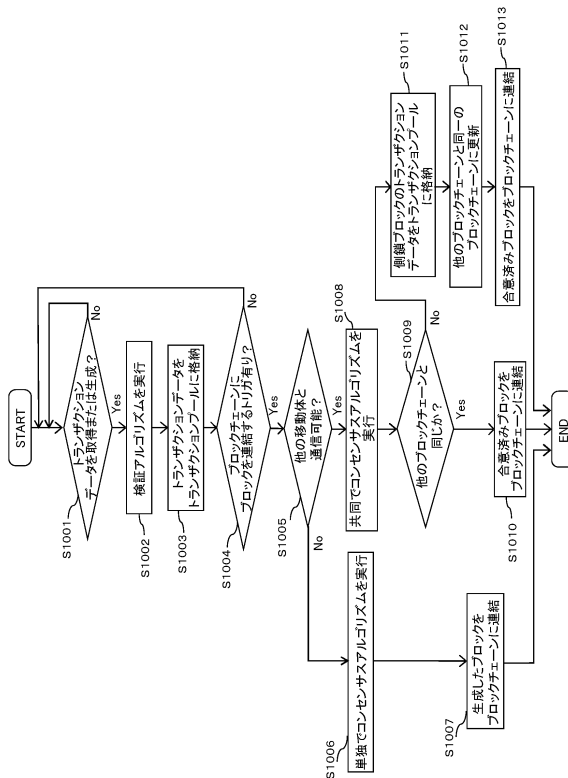 START
トランザクション
データを取得または生成？
S1001
No
Yes
検証アルゴリズムを実行
S1002
トランザクションデータを
トランザクションプールに格納
S1003
ブロックチェーンに
ブロックを連結するトリガ有り？
S1004
No
Yes
他の移動体と
通信可能？
S1005
No
Yes
単独でコンセンサスアルゴリズムを実行
S1006
生成したブロックを
ブロックチェーンに連結
S1007
共同でコンセンサスアルゴリズムを
実行
S1008
他のブロックチェーンと
同じか？
S1009
No
Yes
合意済みブロックを
ブロックチェーンに連結
S1010
側鎖ブロックのトランザクション
データをトランザクションプール
に格納
S1011
他のブロックチェーンと同一の
ブロックチェーンに更新
S1012
合意済みブロックをブロックチェーンに連結
S1013
END